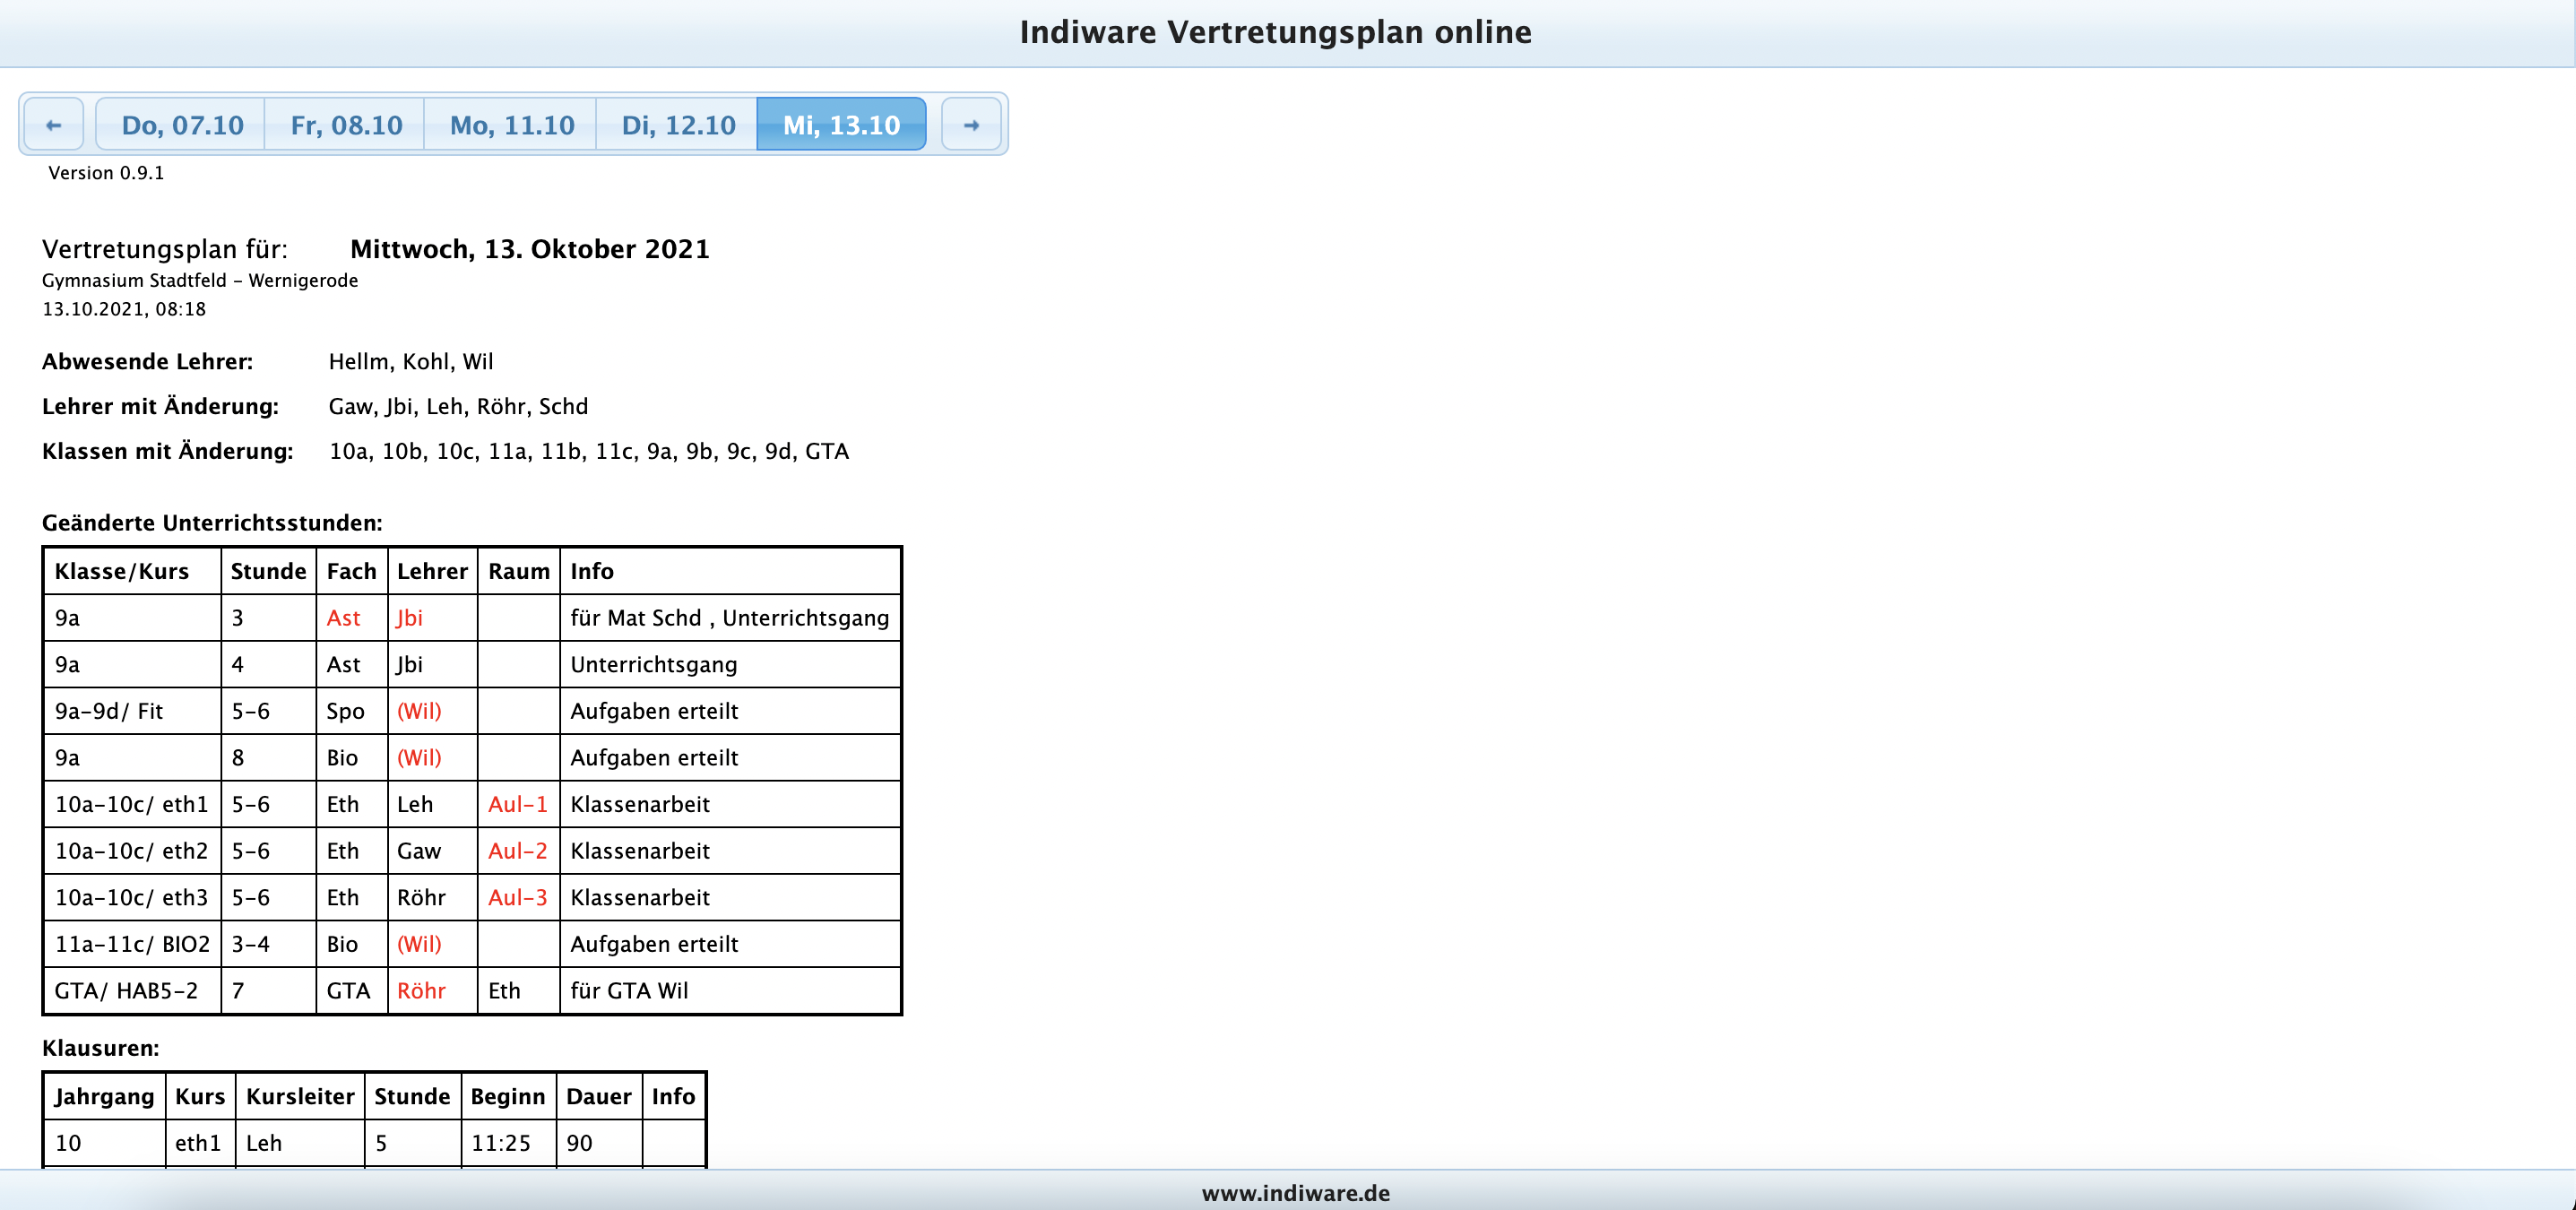 Indiware Vertretungsplan online
← Do, 07.10 Fr, 08.10 Mo, 11.10 Di, 12.10 Mi, 13.10 →
Version 0.9.1
Vertretungsplan für: Mittwoch, 13. Oktober 2021
Gymnasium Stadtfeld - Wernigerode
13.10.2021, 08:18
Abwesende Lehrer: Hellm, Kohl, Wil
Lehrer mit Änderung: Gaw, Jbi, Leh, Röhr, Schd
Klassen mit Änderung: 10a, 10b, 10c, 11a, 11b, 11c, 9a, 9b, 9c, 9d, GTA
Geänderte Unterrichtsstunden:
Klasse/Kurs Stunde Fach Lehrer Raum Info
9a 3 Ast Jbi für Mat Schd , Unterrichtsgang
9a 4 Ast Jbi Unterrichtsgang
9a-9d/ Fit 5-6 Spo (Wil) Aufgaben erteilt
9a 8 Bio (Wil) Aufgaben erteilt
10a-10c/ eth1 5-6 Eth Leh Aul-1 Klassenarbeit
10a-10c/ eth2 5-6 Eth Gaw Aul-2 Klassenarbeit
10a-10c/ eth3 5-6 Eth Röhr Aul-3 Klassenarbeit
11a-11c/ BIO2 3-4 Bio (Wil) Aufgaben erteilt
GTA/ HAB5-2 7 GTA Röhr Eth für GTA Wil
Klausuren:
Jahrgang Kurs Kursleiter Stunde Beginn Dauer Info
10 eth1 Leh 5 11:25 90
www.indiware.de